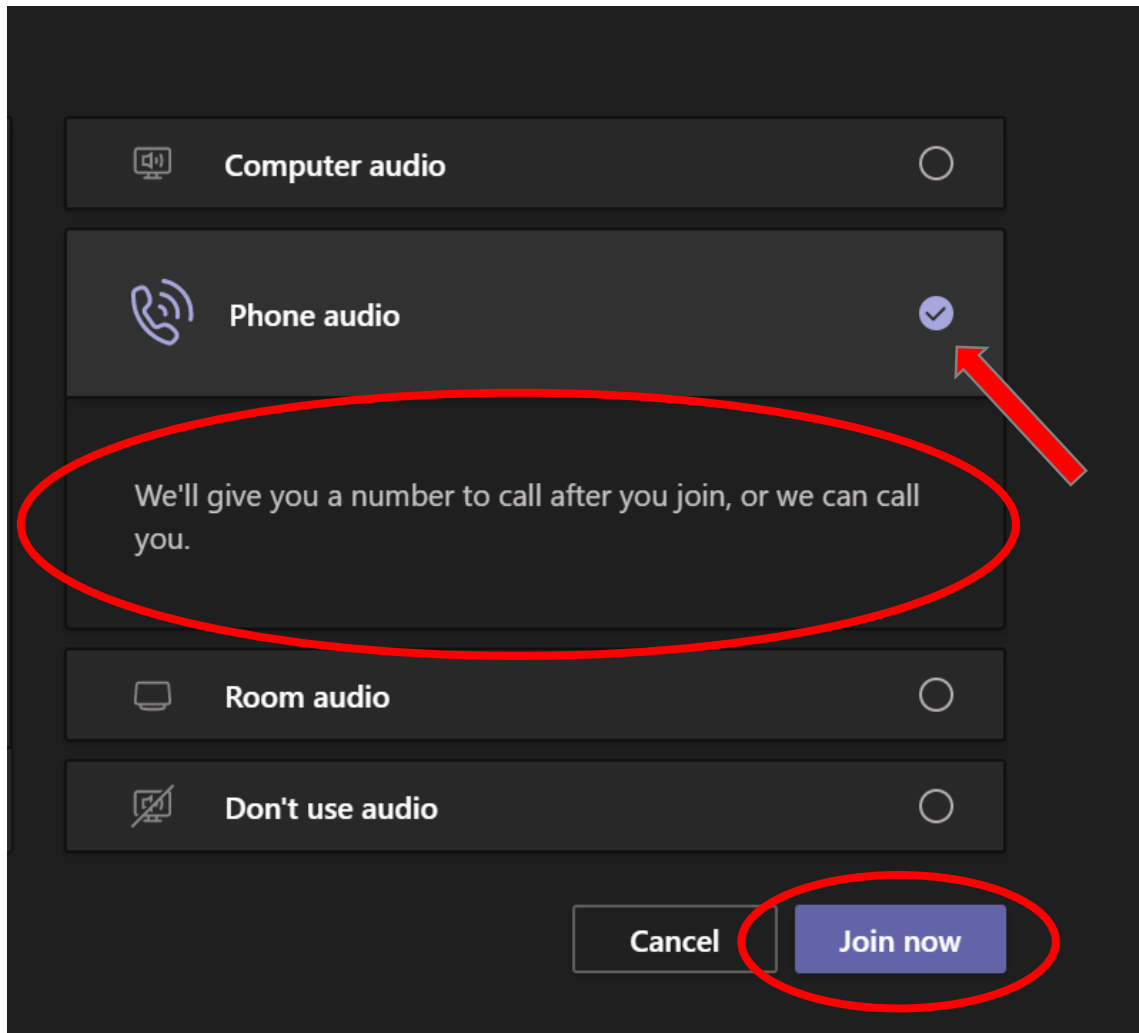 Computer audio
Phone audio
We'll give you a number to call after you join, or we can call
you.
Room audio
Don't use audio
Cancel
Join now